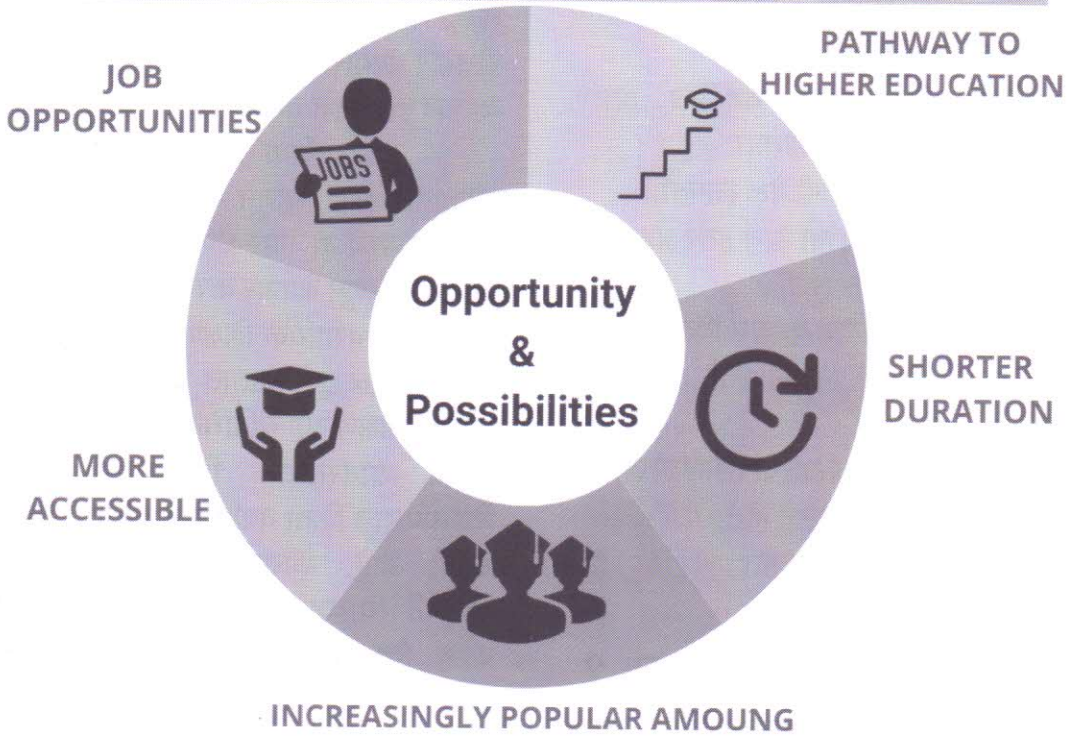 PATHWAY TO
HIGHER EDUCATION
JOB
OPPORTUNITIES
JOBS
Opportunity
&
Possibilities
SHORTER
DURATION
MORE
ACCESSIBLE
INCREASINGLY POPULAR AMOUNG